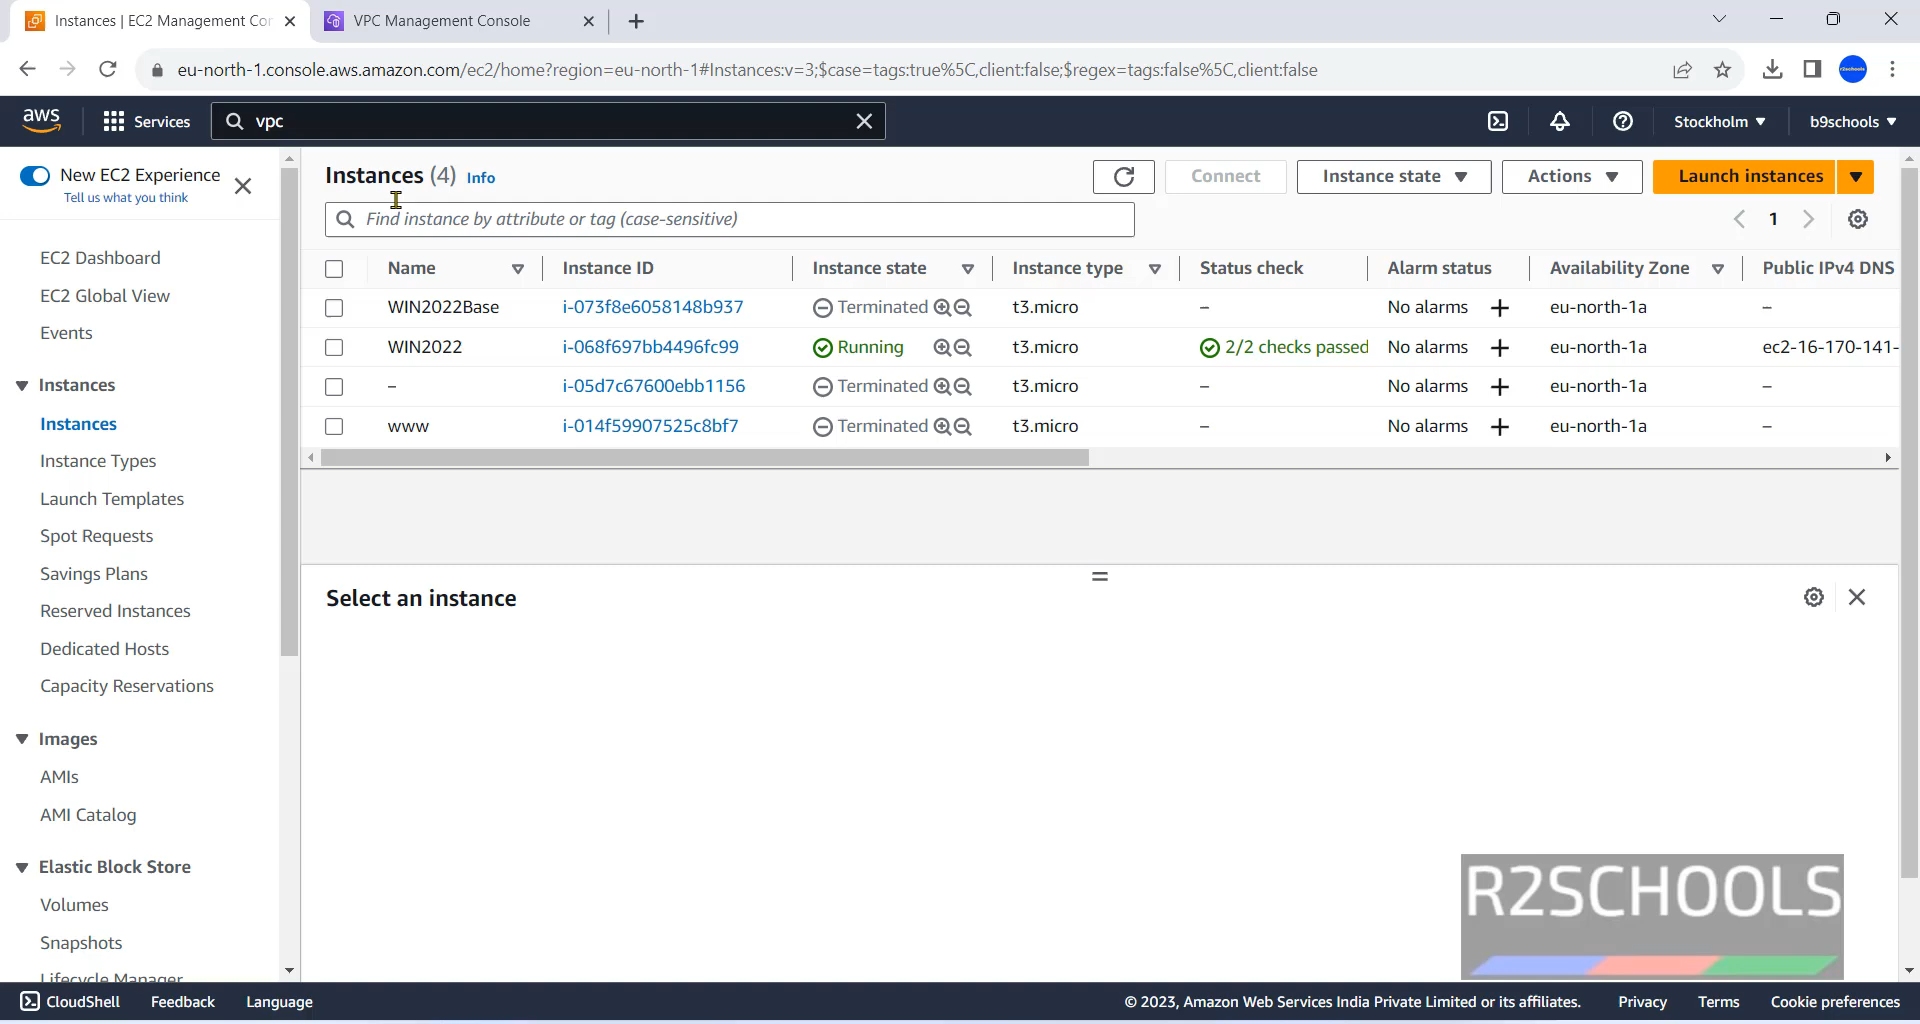 Instances | EC2 Management Con
VPC Management Console
eu-north-1.console.aws.amazon.com/ec2/home?region=eu-north-1#Instances:v=3;$case=tags:true%5C,client:false;$regex=tags:false%5C,client:false
r2schools
aws
Services
vpc
Stockholm
b9schools
New EC2 Experience
Tell us what you think
EC2 Dashboard
EC2 Global View
Events
Instances
Instances
Instance Types
Launch Templates
Spot Requests
Savings Plans
Reserved Instances
Dedicated Hosts
Capacity Reservations
Images
AMIs
AMI Catalog
Elastic Block Store
Volumes
Snapshots
Lifecycle Manager
Instances (4) Info
Connect
Instance state
Actions
Launch instances
Find instance by attribute or tag (case-sensitive)
1
Name Instance ID Instance state Instance type Status check Alarm status Availability Zone Public IPv4 DNS
WIN2022Base i-073f8e6058148b937 Terminated t3.micro – No alarms + eu-north-1a –
WIN2022 i-068f697bb4496fc99 Running t3.micro 2/2 checks passed No alarms + eu-north-1a ec2-16-170-141-
– i-05d7c67600ebb1156 Terminated t3.micro – No alarms + eu-north-1a –
www i-014f59907525c8bf7 Terminated t3.micro – No alarms + eu-north-1a –
Select an instance
R2SCHOOLS
CloudShell Feedback Language
© 2023, Amazon Web Services India Private Limited or its affiliates. Privacy Terms Cookie preferences